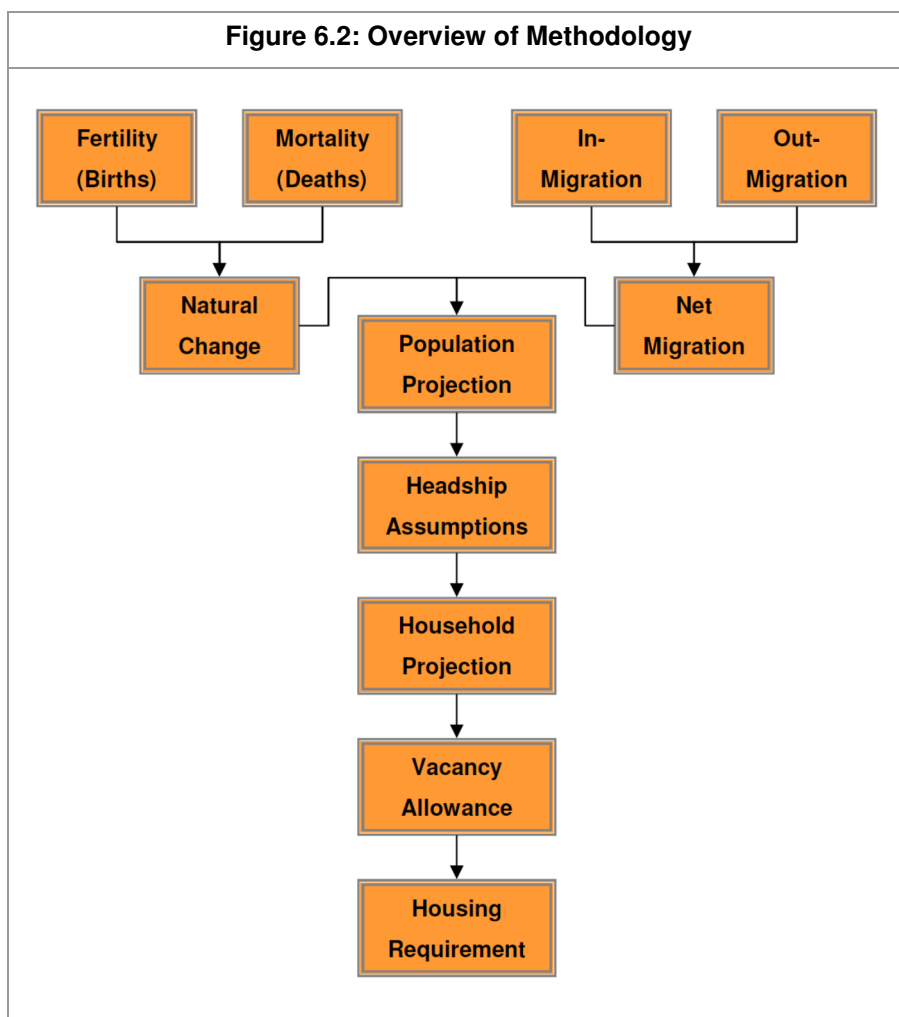 Figure 6.2: Overview of Methodology
Fertility
(Births)
Mortality
(Deaths)
In-
Migration
Out-
Migration
Natural
Change
Net
Migration
Population
Projection
Headship
Assumptions
Household
Projection
Vacancy
Allowance
Housing
Requirement